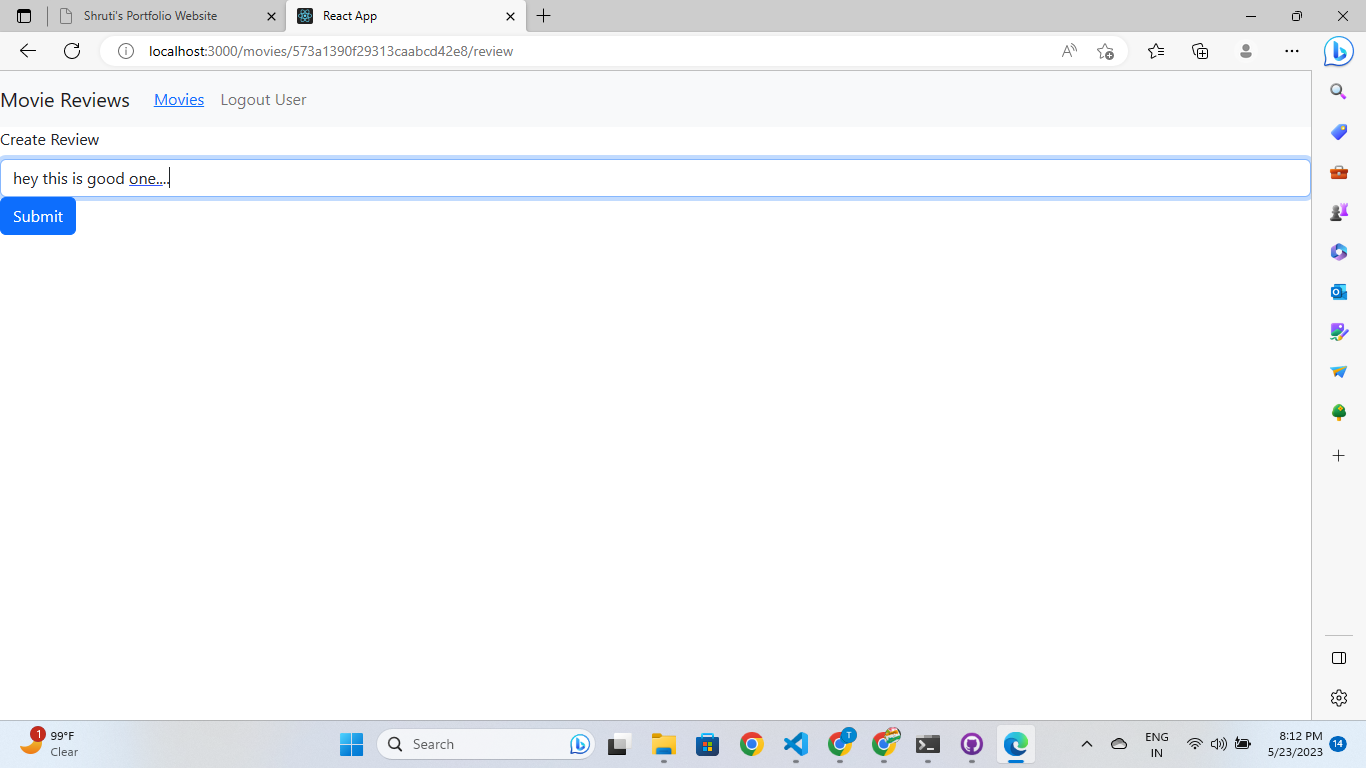 Shruti's Portfolio Website
React App
localhost:3000/movies/573a1390f29313caabcd42e8/review
Movie Reviews Movies Logout User
Create Review
hey this is good one....
Submit
1
99°F
Clear
Search
T
ENG
IN
8:12 PM
5/23/2023
14